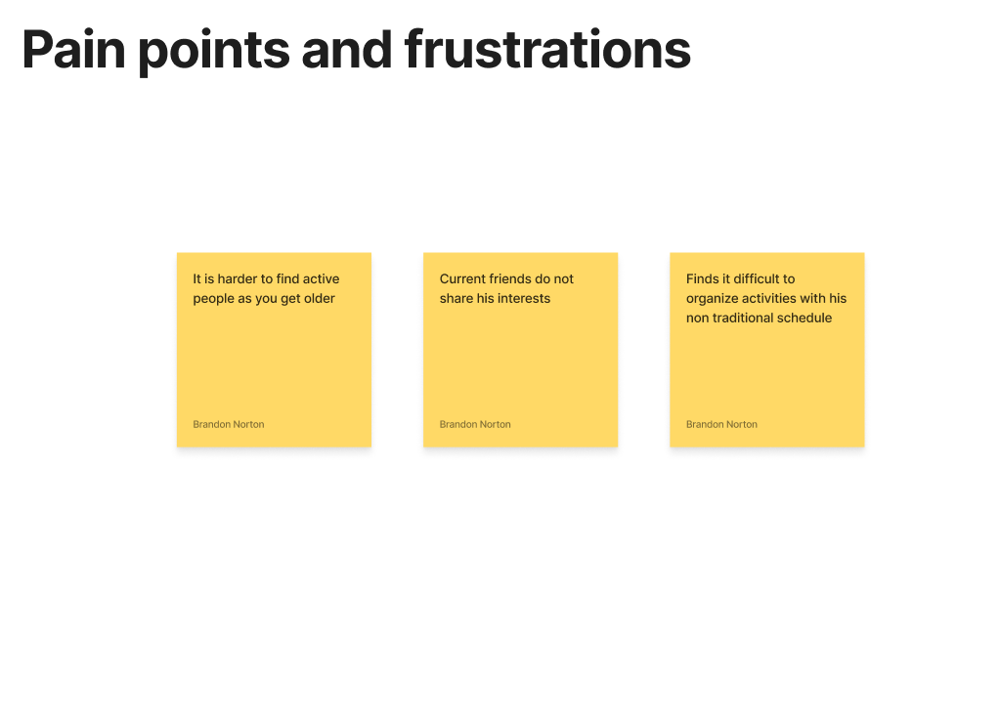 Pain points and frustrations
It is harder to find active
people as you get older
Brandon Norton
Current friends do not
share his interests
Brandon Norton
Finds it difficult to
organize activities with his
non traditional schedule
Brandon Norton